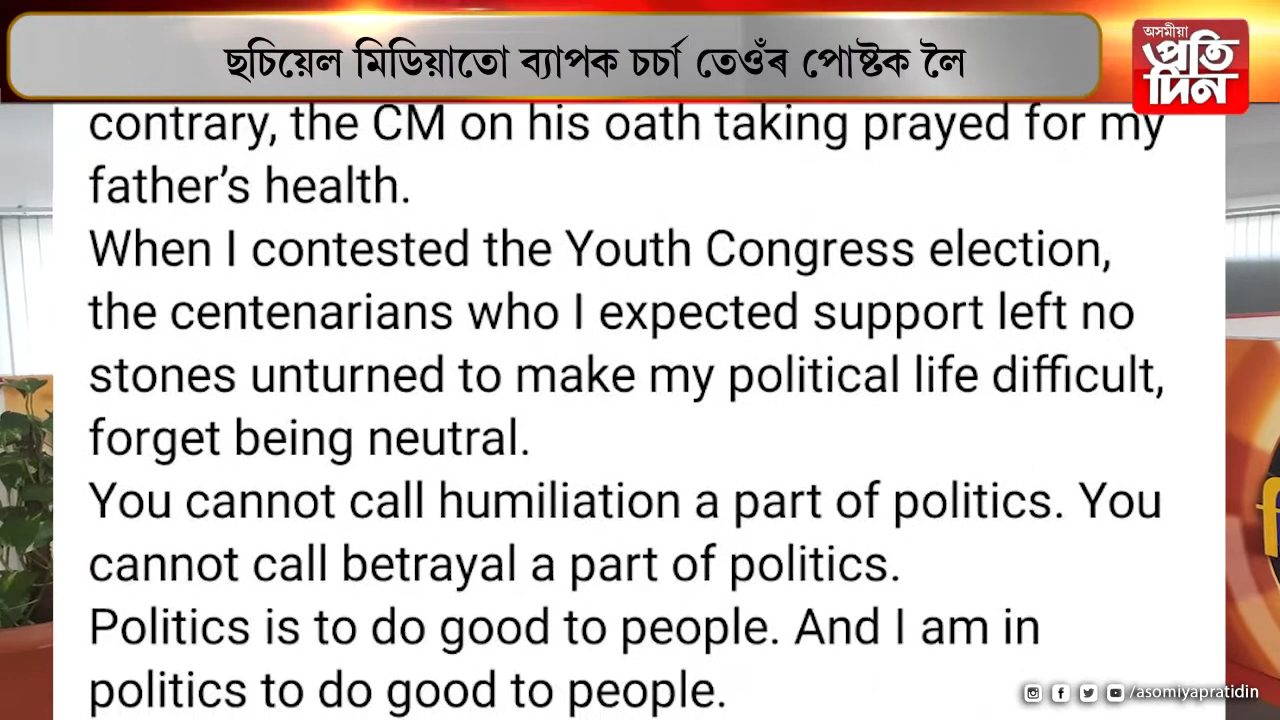 ছচিয়েল মিডিয়াতো ব্যাপক চৰ্চা তেওঁৰ পোষ্টক লৈ
অসমীয়া
প্ৰতি
দিন
contrary, the CM on his oath taking prayed for my
father’s health.
When I contested the Youth Congress election,
the centenarians who I expected support left no
stones unturned to make my political life difficult,
forget being neutral.
You cannot call humiliation a part of politics. You
cannot call betrayal a part of politics.
Politics is to do good to people. And I am in
politics to do good to people.
/asomiyapratidin